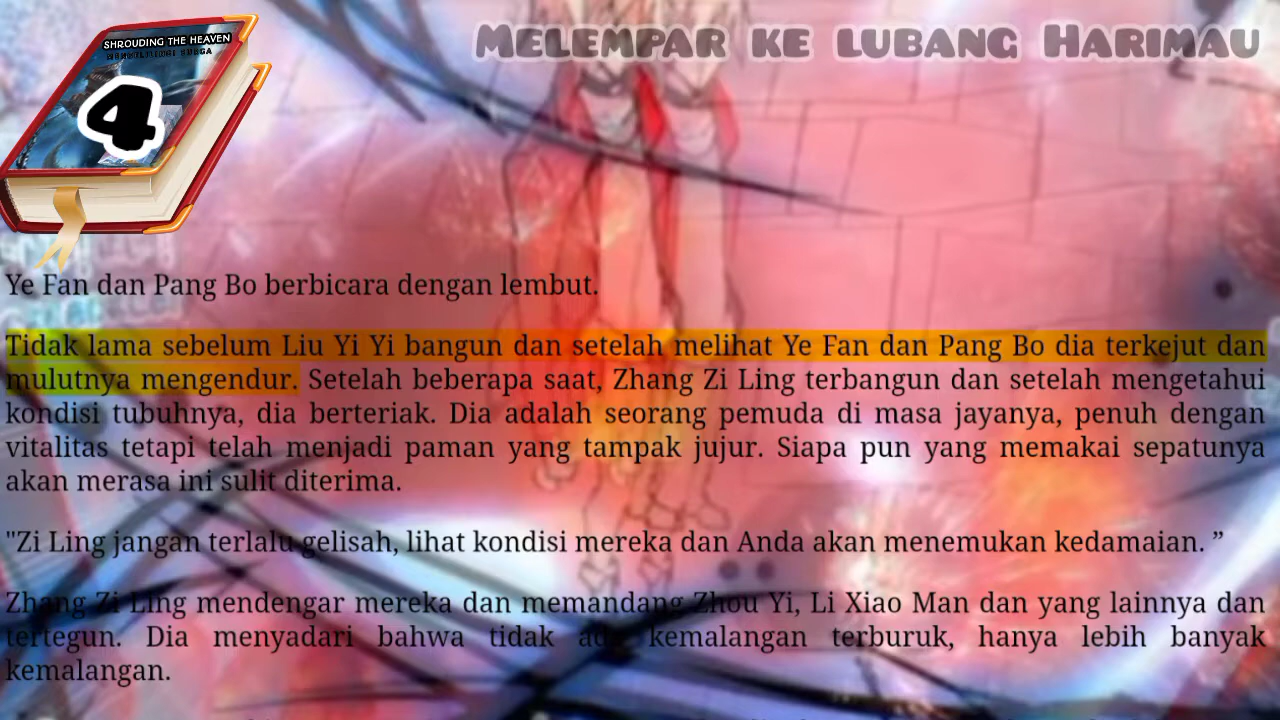 SHROUDING THE HEAVEN
4
Melempar ke lubang Harimau
Ye Fan dan Pang Bo berbicara dengan lembut.
Tidak lama sebelum Liu Yi Yi bangun dan setelah melihat Ye Fan dan Pang Bo dia terkejut dan
mulutnya mengendur. Setelah beberapa saat, Zhang Zi Ling terbangun dan setelah mengetahui
kondisi tubuhnya, dia berteriak. Dia adalah seorang pemuda di masa jayanya, penuh dengan
vitalitas tetapi telah menjadi paman yang tampak jujur. Siapa pun yang memakai sepatunya
akan merasa ini sulit diterima.
"Zi Ling jangan terlalu gelisah, lihat kondisi mereka dan Anda akan menemukan kedamaian. ”
Zhang Zi Ling mendengar mereka dan memandang Zhou Yi, Li Xiao Man dan yang lainnya dan
tertegun. Dia menyadari bahwa tidak ada kemalangan terburuk, hanya lebih banyak
kemalangan.